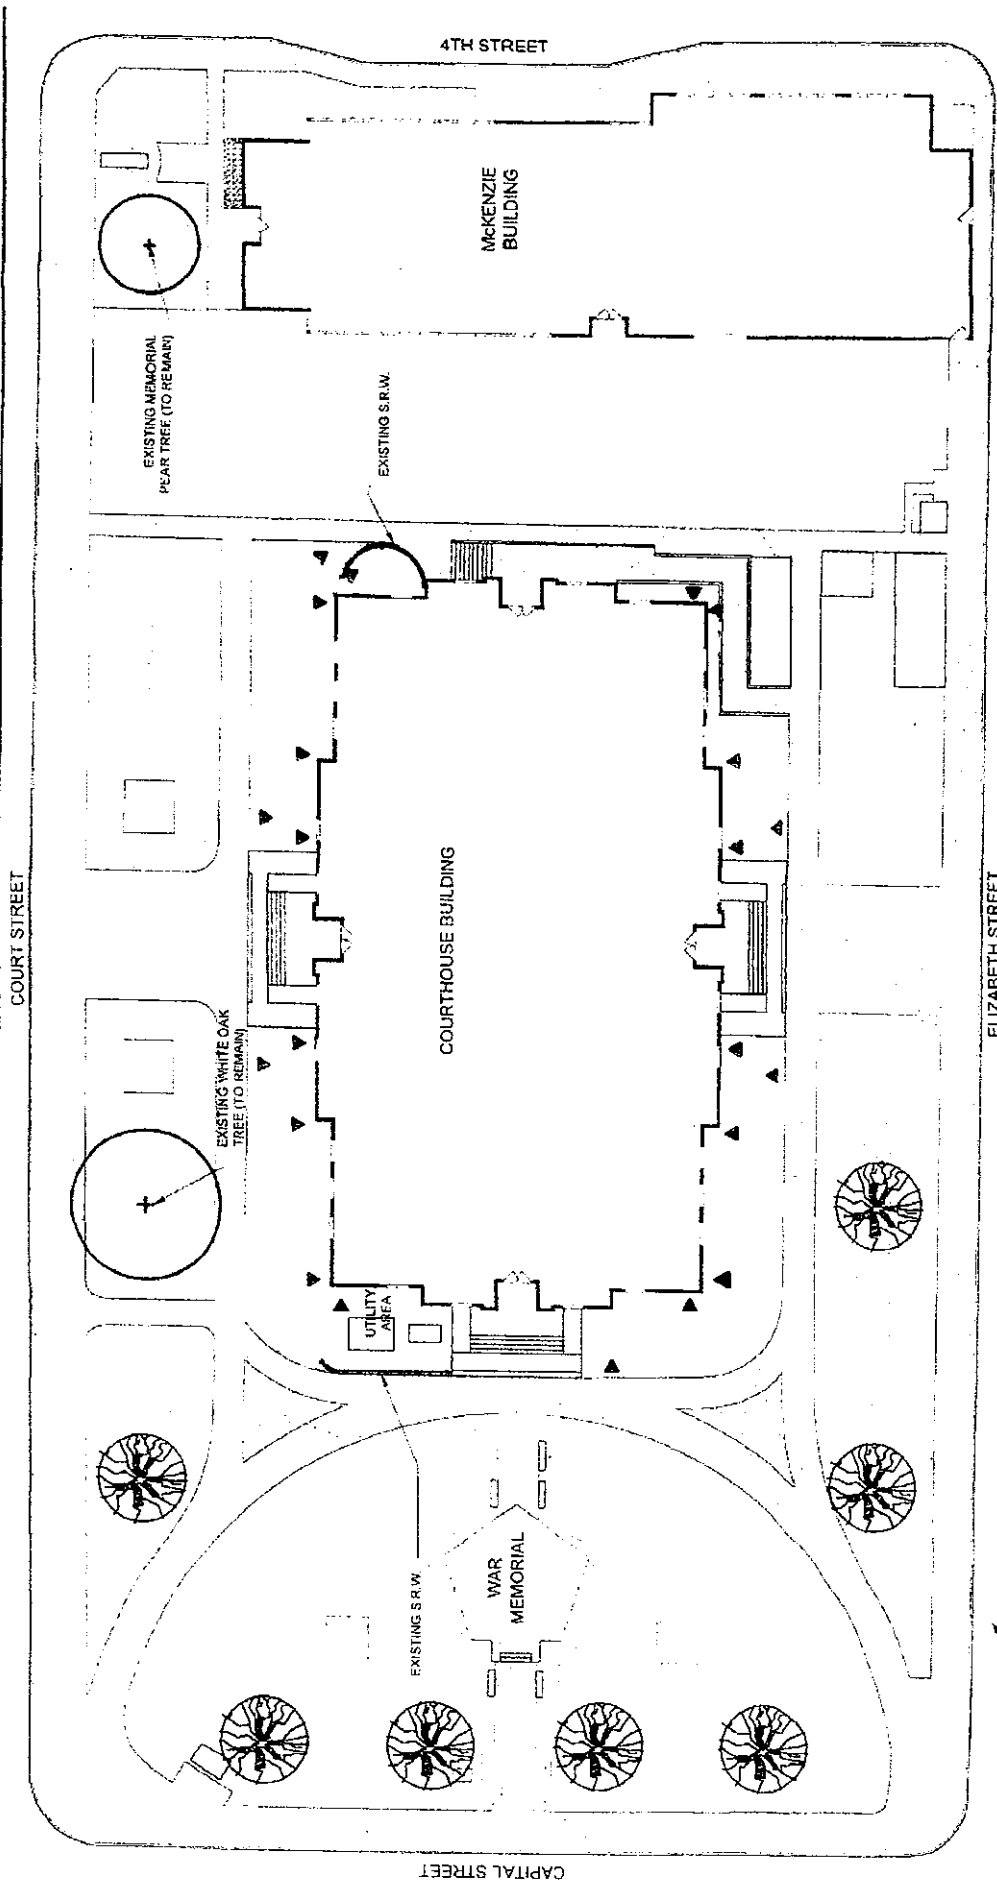 4TH STREET
McKENZIE
BUILDING
EXISTING MEMORIAL
PEAR TREE (TO REMAIN)
EXISTING S.R.W.
COURT STREET
COURTHOUSE BUILDING
ELIZABETH STREET
EXISTING WHITE OAK
TREE (TO REMAIN)
UTILITY
AREA
WAR
MEMORIAL
EXISTING S.R.W.
CAPITAL STREET